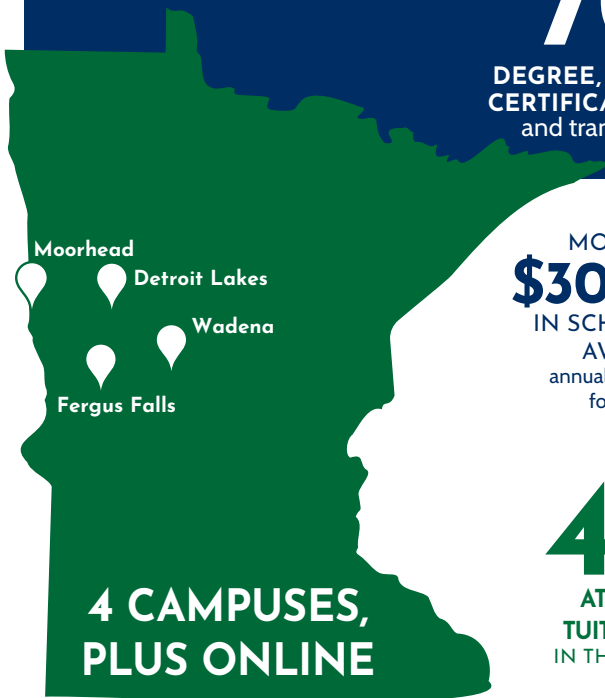 DEGREE,
and tran
Moorhead
Detroit Lakes
Wadena
Fergus Falls
4 CAMPUSES,
PLUS ONLINE
MO
$30
IN SCH
AV
annual
fo
4
AT
TUIT
IN TH